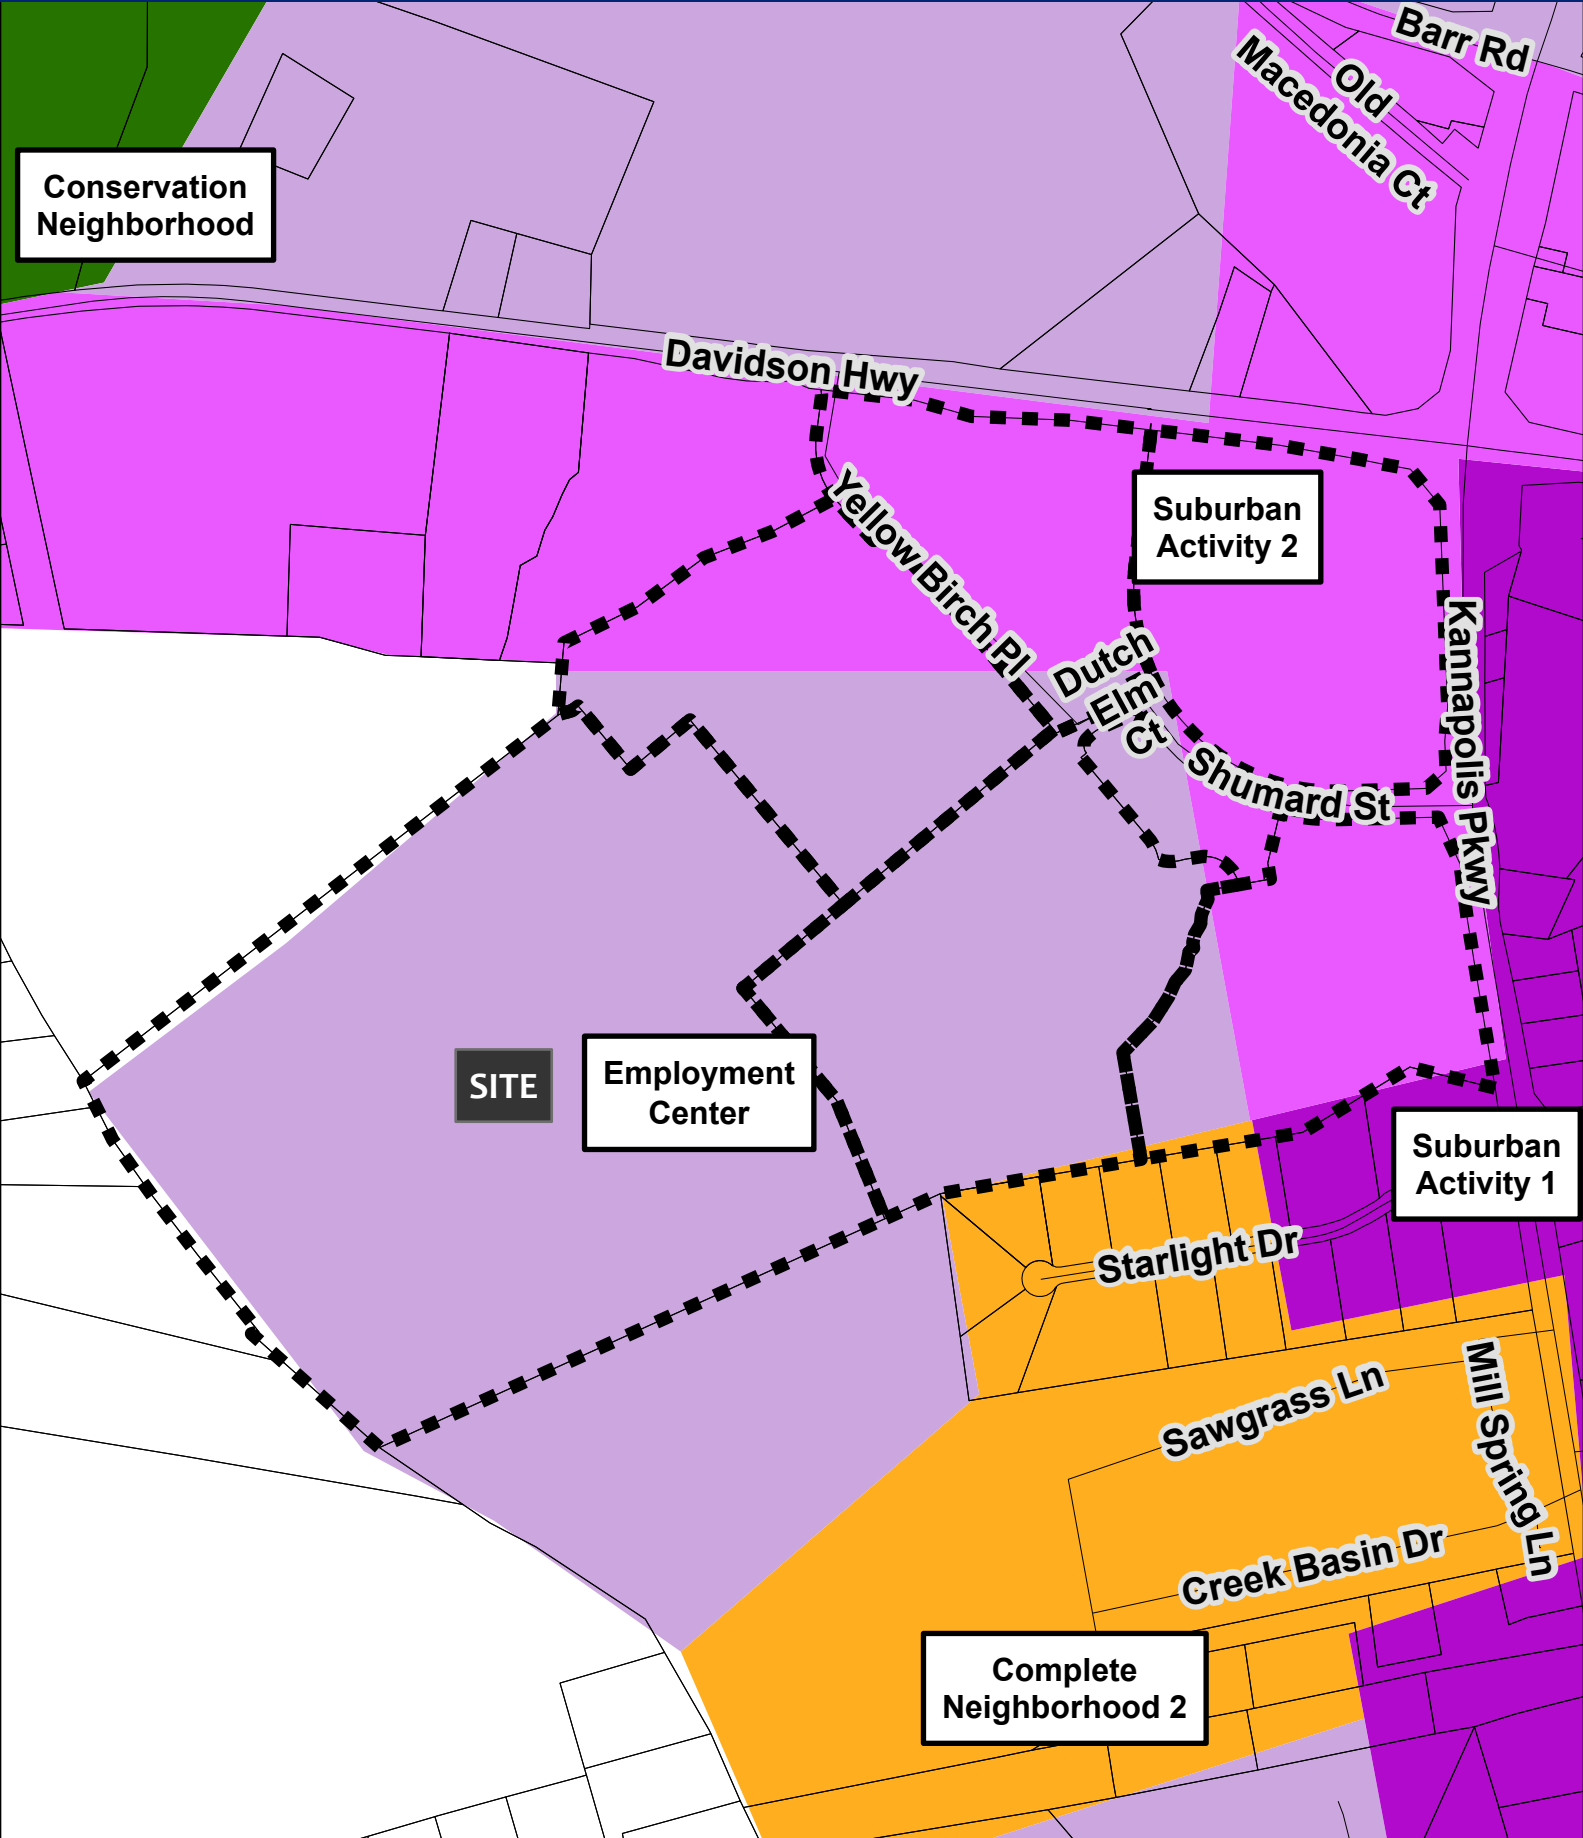 Barr Rd
Old
Macedonia Ct
Conservation
Neighborhood
Davidson Hwy
Yellow Birch Pl
Suburban
Activity 2
Dutch
Elm
Ct
Shumard St
Kannapolis Pkwy
SITE
Employment
Center
Suburban
Activity 1
Starlight Dr
Sawgrass Ln
Mill Spring Ln
Creek Basin Dr
Complete
Neighborhood 2